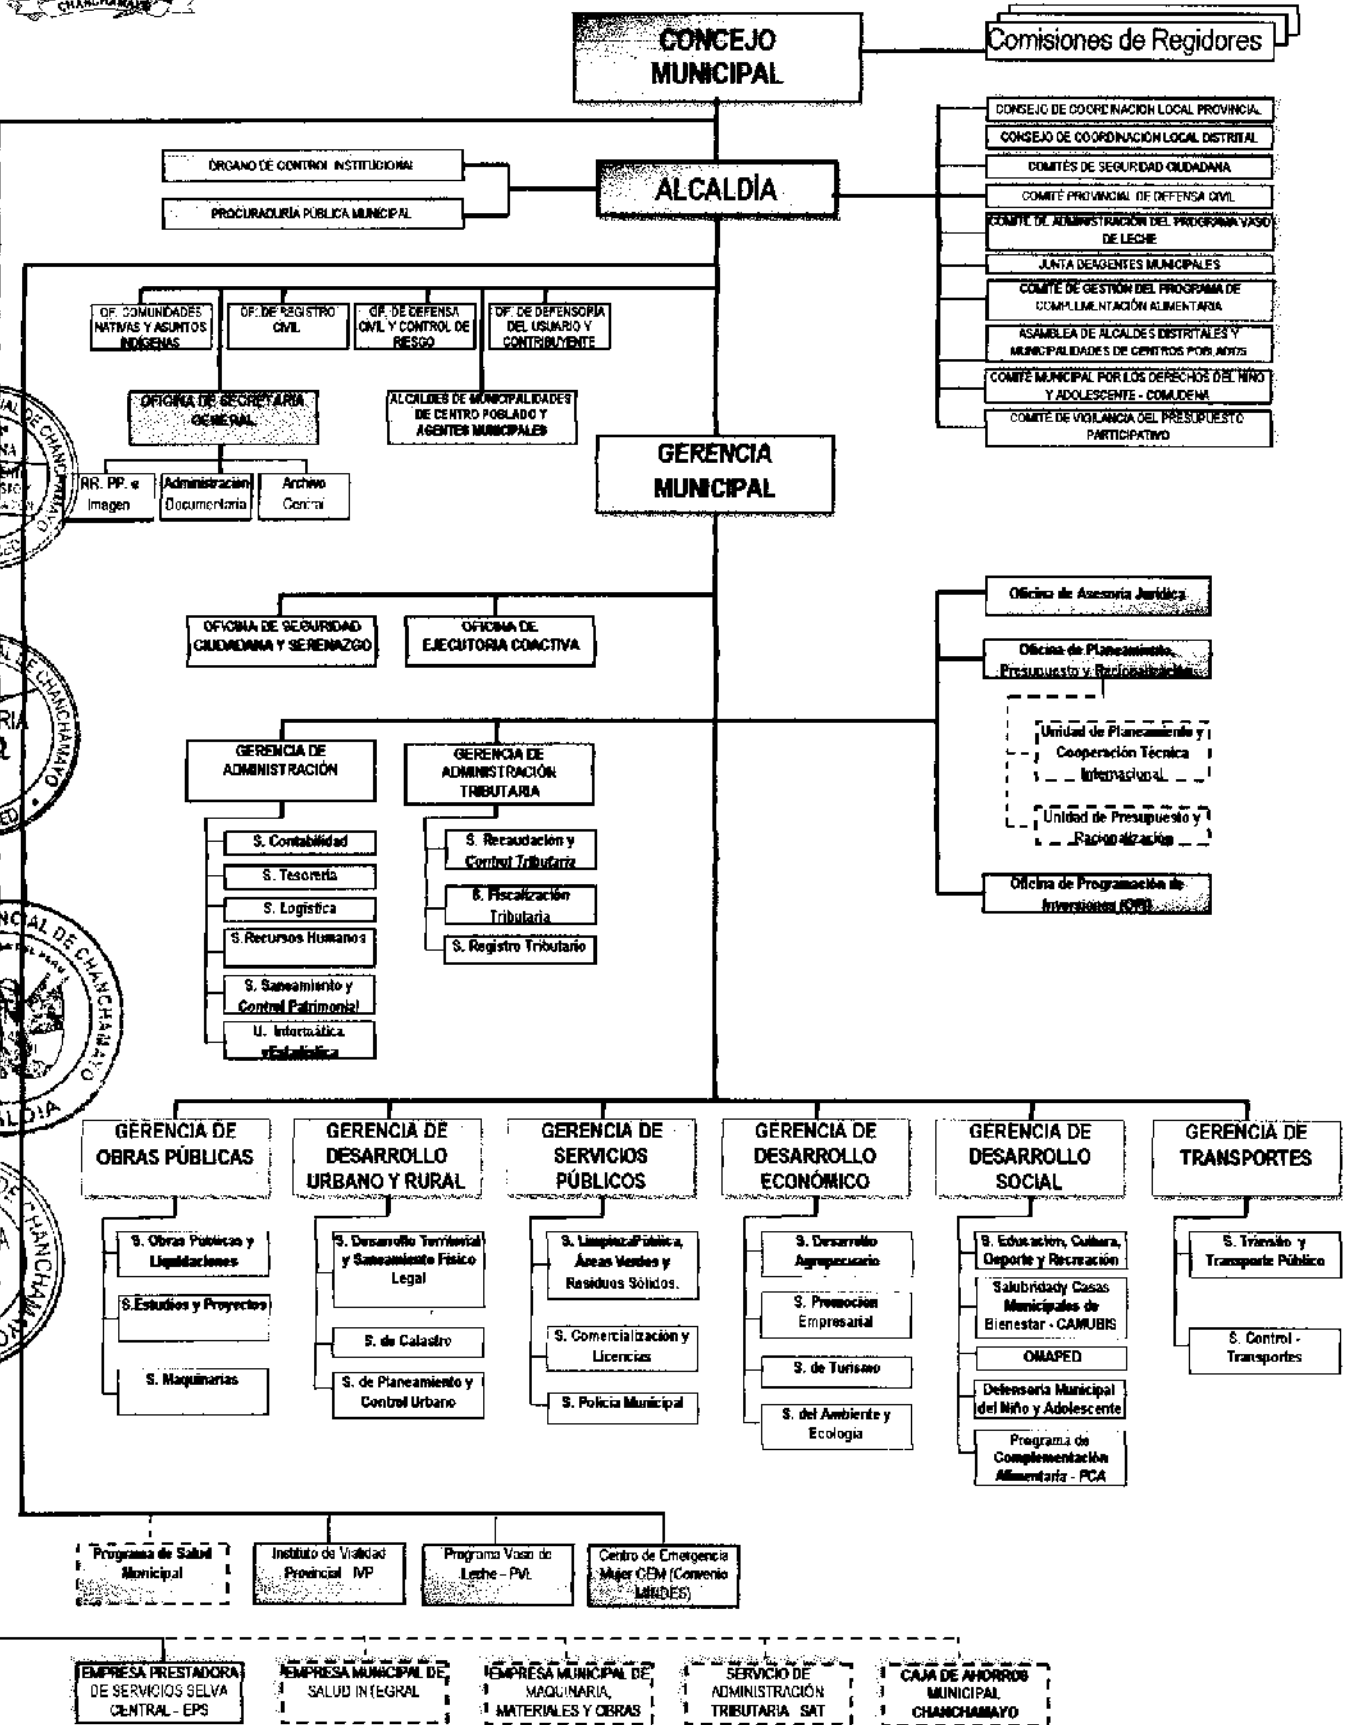 CHANCHAMAYO
CONCEJO
MUNICIPAL
Comisiones de Regidores
CONSEJO DE COORDINACION LOCAL PROVINCIAL
CONSEJO DE COORDINACION LOCAL DISTRITAL
COMITÉS DE SEGURIDAD CIUDADANA
COMITÉ PROVINCIAL DE DEFENSA CIVIL
COMITÉ DE ADMINISTRACIÓN DEL PROGRAMA VASO
DE LECHE
JUNTA DEAGENTES MUNICIPALES
COMITÉ DE GESTIÓN DEL PROGRAMA DE
COMPLIMENTACIÓN ALIMENTARIA
ASAMBLEA DE ALCALDES DISTRITALES Y
MUNICIPALIDADES DE CENTROS POBLADOS
COMITÉ MUNICIPAL POR LOS DERECHOS DEL NIÑO
Y ADOLESCENTE - COMUDENA
COMITÉ DE VIGILANCIA DEL PRESUPUESTO
PARTICIPATIVO
ÓRGANO DE CONTROL INSTITUCIONAL
PROCURADURÍA PÚBLICA MUNICIPAL
ALCALDÍA
OF. COMUNIDADES
NATIVAS Y ASUNTOS
INDÍGENAS
OF. DE REGISTRO
CIVIL
OF. DE DEFENSA
CIVIL Y CONTROL DE
RIESGO
OF. DE DEFENSORIA
DEL USUARIO Y
CONTRIBUYENTE
OFICINA DE SECRETARIA
GENERAL
ALCALDES DE MUNICIPALIDADES
DE CENTRO POBLADO Y
AGENTES MUNICIPALES
RR. PP. e
Imagen
Administración
Documentaria
Archivo
Central
GERENCIA
MUNICIPAL
OFICINA DE SEGURIDAD
CIUDADANA Y SERENAZGO
OFICINA DE
EJECUTORIA COACTIVA
Oficina de Asesoría Jurídica
Oficina de Planeamiento,
Presupuesto y Racionalización
Unidad de Planeamiento y
Cooperación Técnica
Internacional
Unidad de Presupuesto y
Racionalización
Oficina de Programación de
Inversiones (OPI)
GERENCIA DE
ADMINISTRACIÓN
S. Contabilidad
S. Tesorería
S. Logística
S.Recursos Humanos
S. Saneamiento y
Control Patrimonial
U. Informática
yEstadística
GERENCIA DE
ADMINISTRACIÓN
TRIBUTARIA
S. Recaudación y
Control Tributaria
S. Fiscalización
Tributaria
S. Registro Tributario
GERENCIA DE
OBRAS PÚBLICAS
S. Obras Públicas y
Liquidaciones
S.Estudios y Proyectos
S. Maquinarias
GERENCIA DE
DESARROLLO
URBANO Y RURAL
S. Desarrollo Territorial
y Saneamiento Físico
Legal
S. de Catastro
S. de Planeamiento y
Control Urbano
GERENCIA DE
SERVICIOS
PÚBLICOS
S. LimpiezaPública,
Áreas Verdes y
Residuos Sólidos.
S. Comercialización y
Licencias
S. Policía Municipal
GERENCIA DE
DESARROLLO
ECONÓMICO
S. Desarrollo
Agropecuario
S. Promoción
Empresarial
S. de Turismo
S. del Ambiente y
Ecología
GERENCIA DE
DESARROLLO
SOCIAL
S. Educación, Cultura,
Deporte y Recreación
Salubridady Casas
Municipales de
Bienestar - CAMUBIS
OMAPED
Defensoría Municipal
del Niño y Adolescente
Programa de
Complementación
Alimentaria - PCA
GERENCIA DE
TRANSPORTES
S. Tránsito y
Transporte Público
S. Control -
Transportes
Programa de Salud
Municipal
Instituto de Vialidad
Provincial IVP
Programa Vaso de
Leche - PVL
Centro de Emergencia
Mujer CEM (Convenio
MINDES)
EMPRESA PRESTADORA
DE SERVICIOS SELVA
CENTRAL - EPS
EMPRESA MUNICIPAL DE
SALUD INTEGRAL
EMPRESA MUNICIPAL DE
MAQUINARIA,
MATERIALES Y OBRAS
SERVICIO DE
ADMINISTRACIÓN
TRIBUTARIA SAT
CAJA DE AHORROS
MUNICIPAL
CHANCHAMAYO